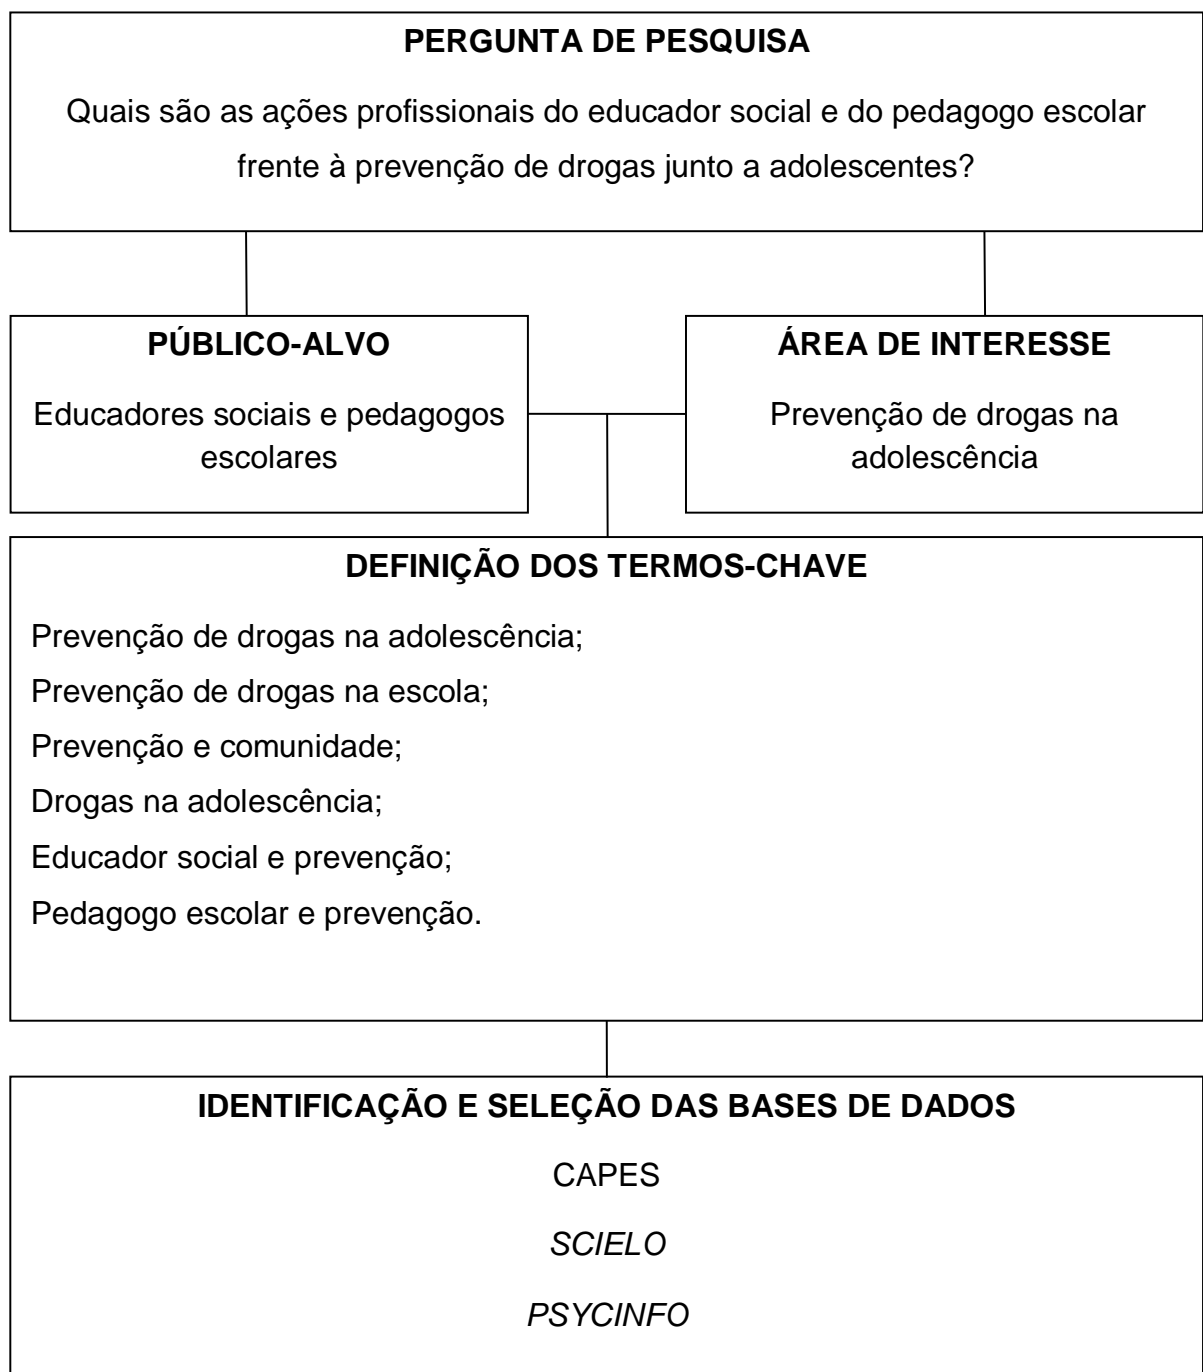 PERGUNTA DE PESQUISA
Quais são as ações profissionais do educador social e do pedagogo escolar
frente à prevenção de drogas junto a adolescentes?
PÚBLICO-ALVO
Educadores sociais e pedagogos
escolares
ÁREA DE INTERESSE
Prevenção de drogas na
adolescência
DEFINIÇÃO DOS TERMOS-CHAVE
Prevenção de drogas na adolescência;
Prevenção de drogas na escola;
Prevenção e comunidade;
Drogas na adolescência;
Educador social e prevenção;
Pedagogo escolar e prevenção.
IDENTIFICAÇÃO E SELEÇÃO DAS BASES DE DADOS
CAPES
SCIELO
PSYCINFO